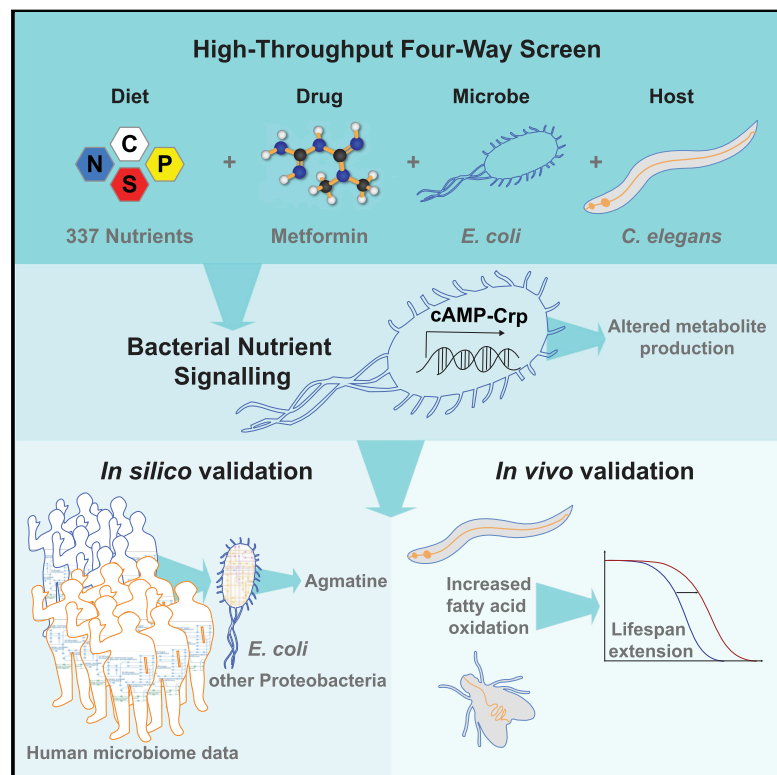 High-Throughput Four-Way Screen
Diet
Drug
Microbe
Host
N
C
S
P
+
+
+
337 Nutrients
Metformin
E. coli
C. elegans
cAMP-Crp
Bacterial Nutrient
Signalling
Altered metabolite
production
In silico validation
In vivo validation
Agmatine
E. coli
other Proteobacteria
Human microbiome data
Increased
fatty acid
oxidation
Lifespan
extension